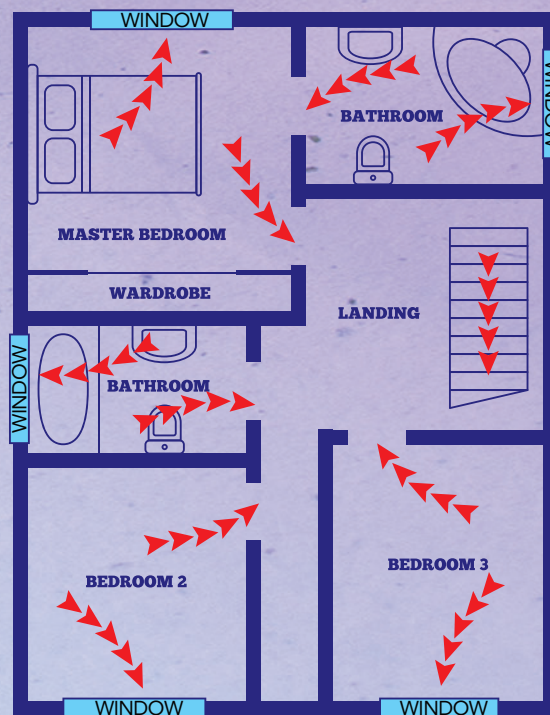 WINDOW
WINDOW
BATHROOM
MASTER BEDROOM
WARDROBE
LANDING
WINDOW
BATHROOM
BEDROOM 3
BEDROOM 2
WINDOW
WINDOW